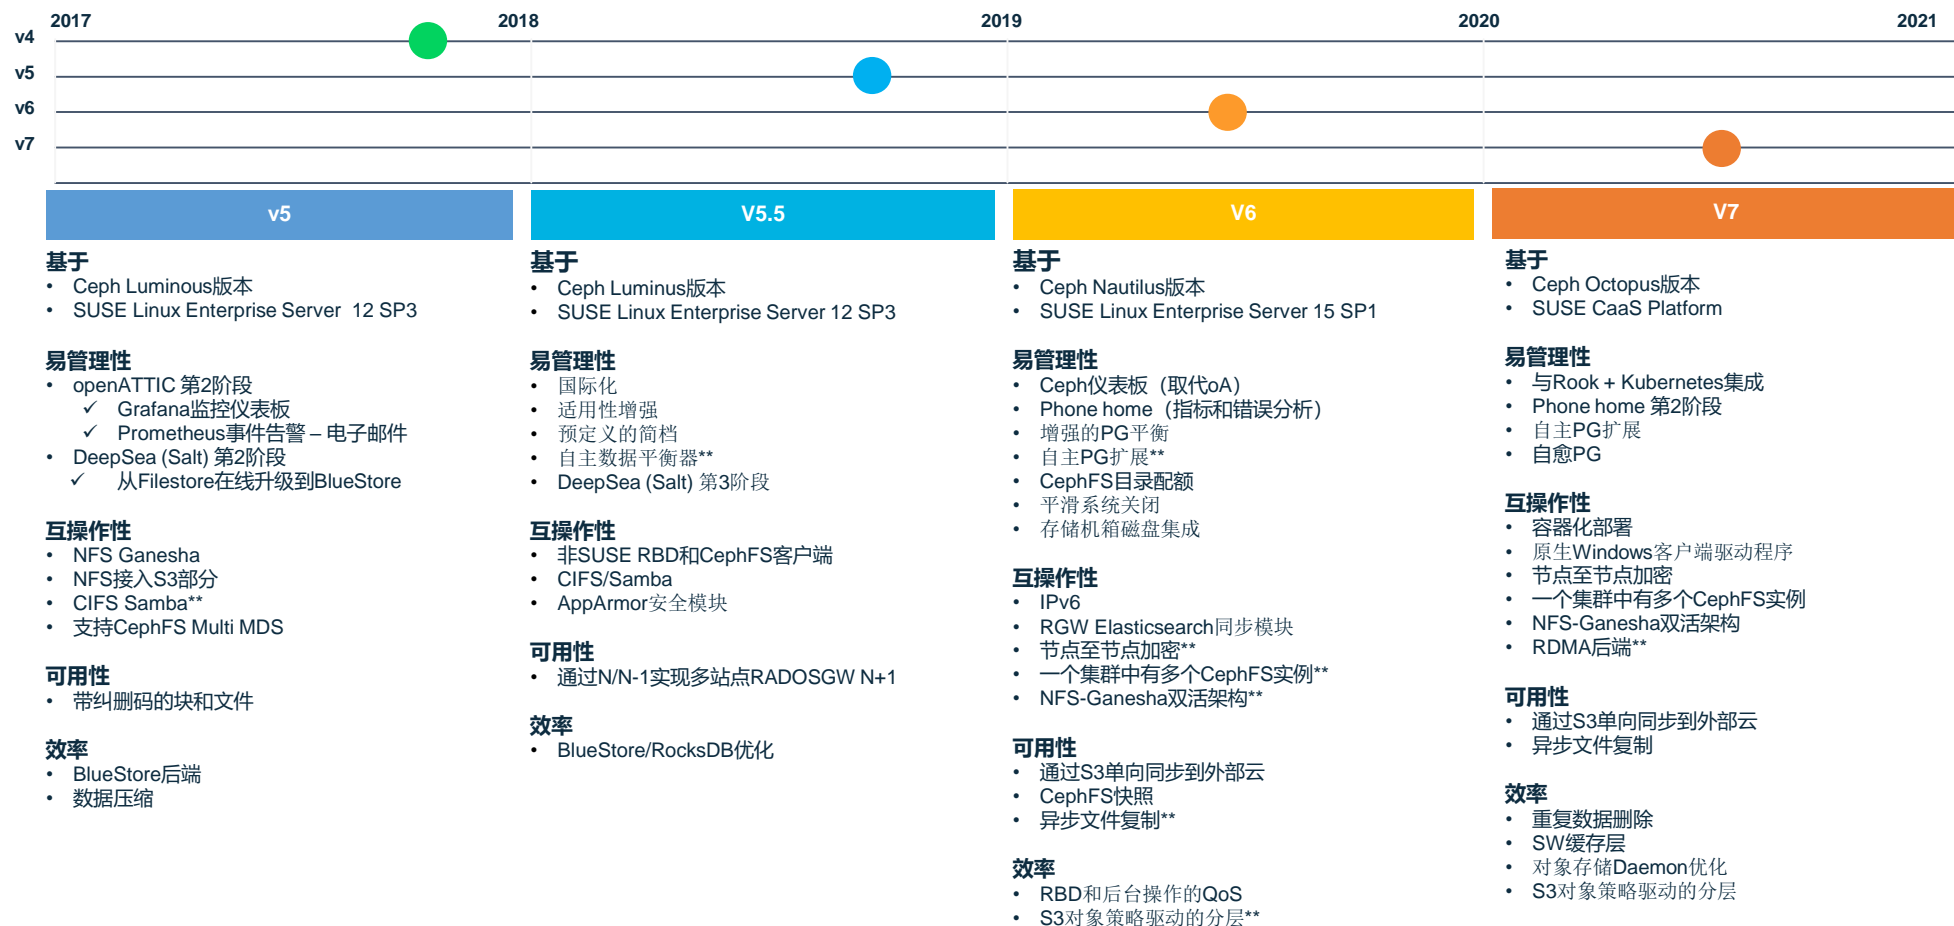 2017
2018
2019
2020
2021
v4
v5
v6
v7
v5
基于
• Ceph Luminous版本
• SUSE Linux Enterprise Server 12 SP3
易管理性
• openATTIC 第2阶段
✓ Grafana监控仪表板
✓ Prometheus事件告警 – 电子邮件
• DeepSea (Salt) 第2阶段
✓ 从Filestore在线升级到BlueStore
互操作性
• NFS Ganesha
• NFS接入S3部分
• CIFS Samba**
• 支持CephFS Multi MDS
可用性
• 带纠删码的块和文件
效率
• BlueStore后端
• 数据压缩
V5.5
基于
• Ceph Luminus版本
• SUSE Linux Enterprise Server 12 SP3
易管理性
• 国际化
• 适用性增强
• 预定义的简档
• 自主数据平衡器**
• DeepSea (Salt) 第3阶段
互操作性
• 非SUSE RBD和CephFS客户端
• CIFS/Samba
• AppArmor安全模块
可用性
• 通过N/N-1实现多站点RADOSGW N+1
效率
• BlueStore/RocksDB优化
V6
基于
• Ceph Nautilus版本
• SUSE Linux Enterprise Server 15 SP1
易管理性
• Ceph仪表板（取代oA）
• Phone home（指标和错误分析）
• 增强的PG平衡
• 自主PG扩展**
• CephFS目录配额
• 平滑系统关闭
• 存储机箱磁盘集成
互操作性
• IPv6
• RGW Elasticsearch同步模块
• 节点至节点加密**
• 一个集群中有多个CephFS实例**
• NFS-Ganesha双活架构**
可用性
• 通过S3单向同步到外部云
• CephFS快照
• 异步文件复制**
效率
• RBD和后台操作的QoS
• S3对象策略驱动的分层**
V7
基于
• Ceph Octopus版本
• SUSE CaaS Platform
易管理性
• 与Rook + Kubernetes集成
• Phone home 第2阶段
• 自主PG扩展
• 自愈PG
互操作性
• 容器化部署
• 原生Windows客户端驱动程序
• 节点至节点加密
• 一个集群中有多个CephFS实例
• NFS-Ganesha双活架构
• RDMA后端**
可用性
• 通过S3单向同步到外部云
• 异步文件复制
效率
• 重复数据删除
• SW缓存层
• 对象存储Daemon优化
• S3对象策略驱动的分层